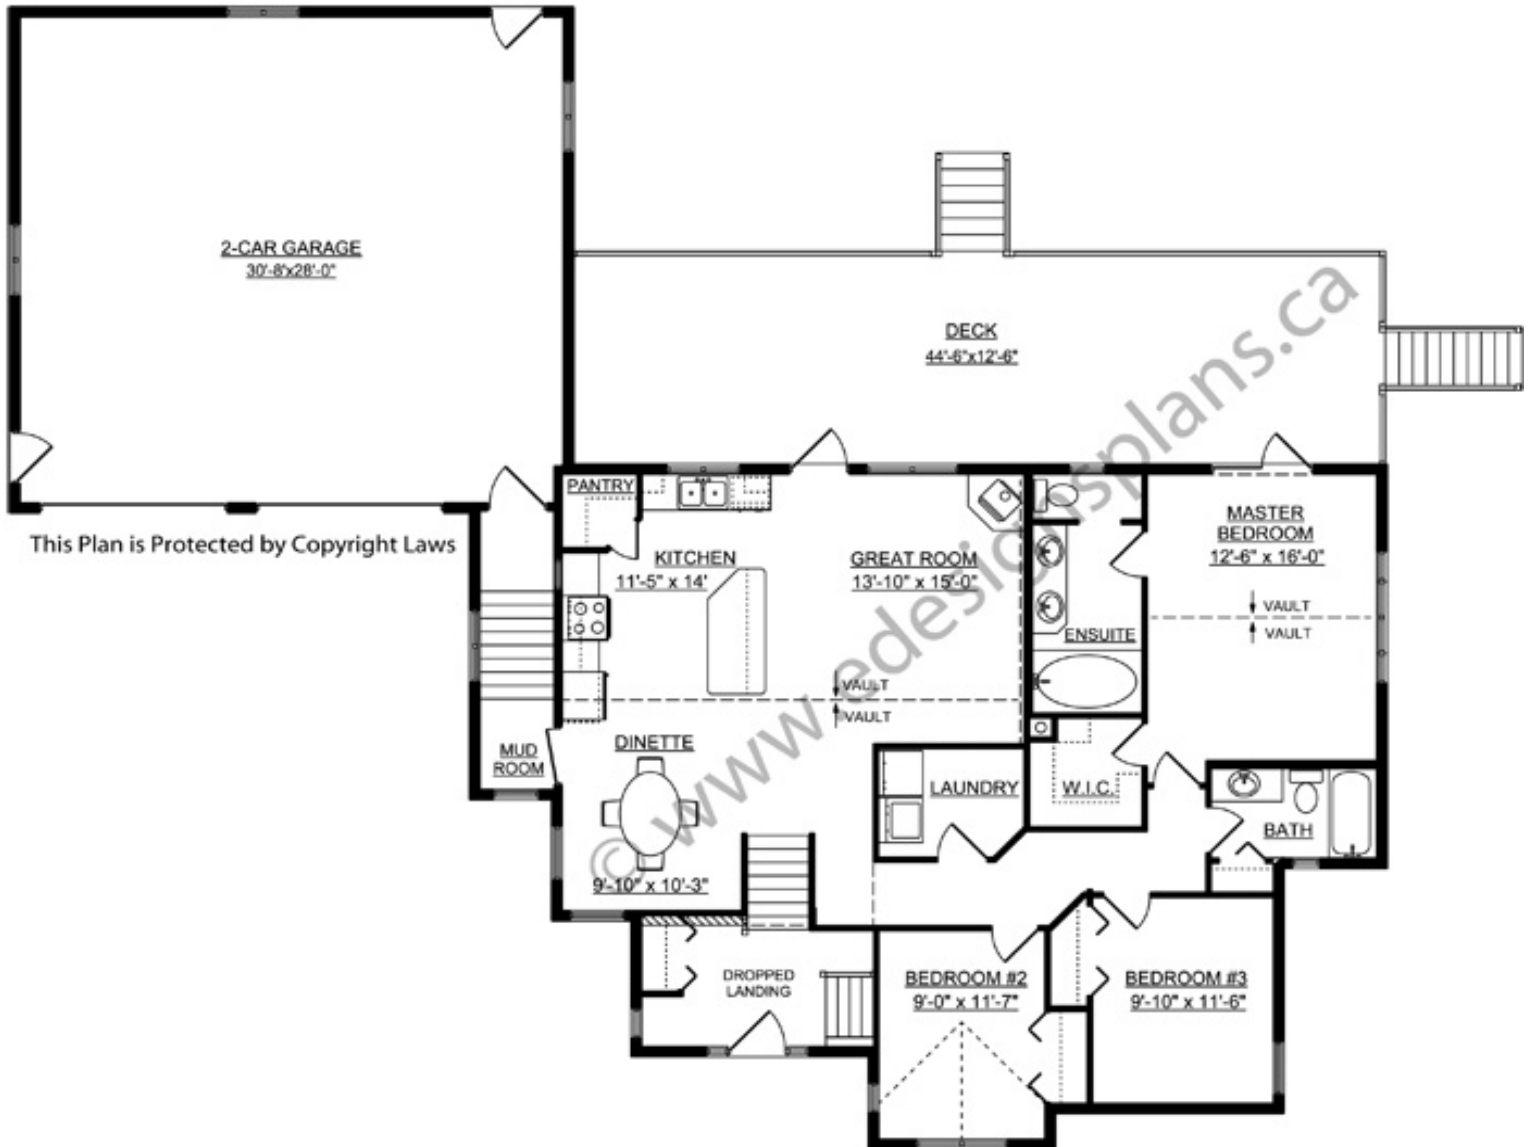 2-CAR GARAGE
30'-8'x28'-0"
This Plan is Protected by Copyright Laws
DECK
44'-6"x12'-6"
© www.edesignsplans.ca
PANTRY
KITCHEN
11'-5" x 14'
GREAT ROOM
13'-10" x 15'-0"
VAULT
VAULT
ENSUITE
MASTER
BEDROOM
12'-6" x 16'-0"
VAULT
VAULT
MUD
ROOM
DINETTE
9'-10" x 10'-3"
LAUNDRY
W.I.C.
BATH
DROPPED
LANDING
BEDROOM #2
9'-0" x 11'-7"
BEDROOM #3
9'-10" x 11'-6"